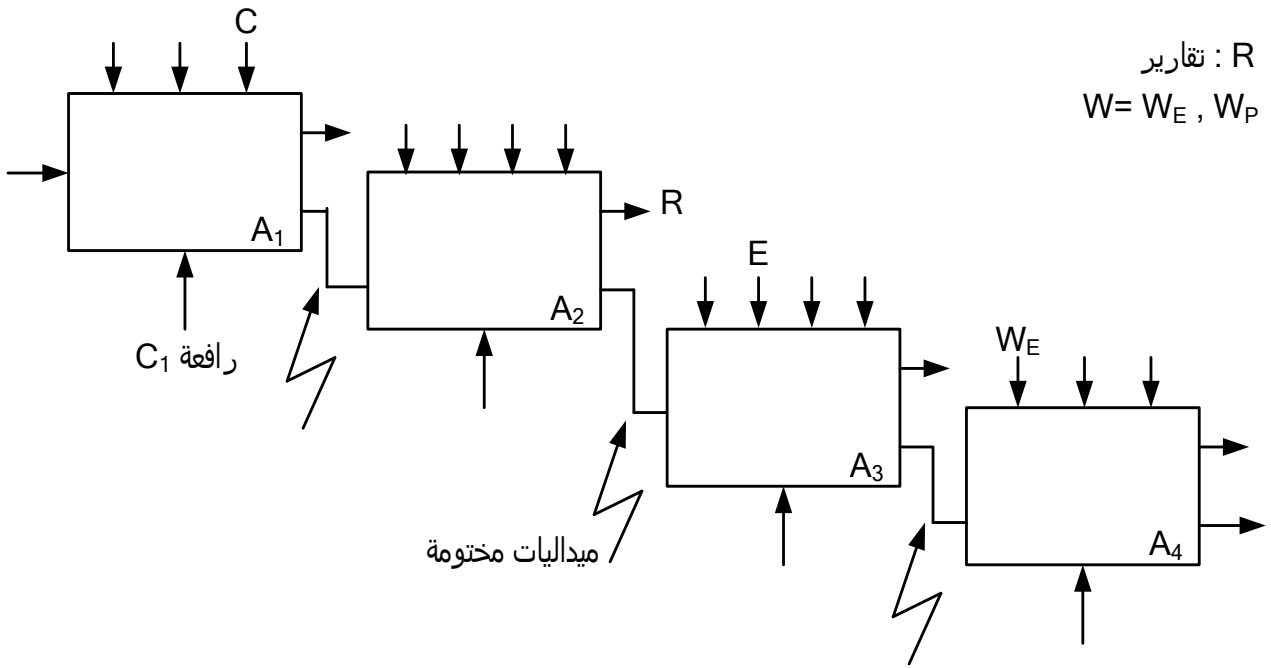 C
R : تقارير
W= W_E , W_P
A₁
R
A₂
E
رافعة C₁
W_E
A₃
ميداليات مختومة
A₄